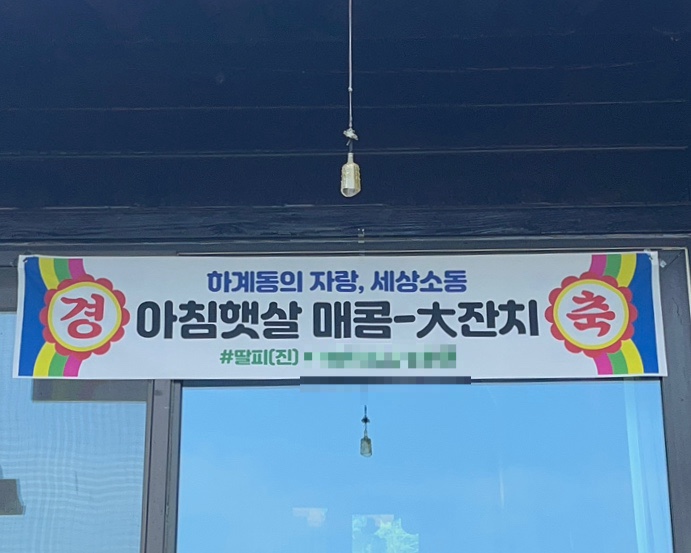 하계동의 자랑, 세상소동
경 아침햇살 매콤-大잔치 축
#딸피(진)